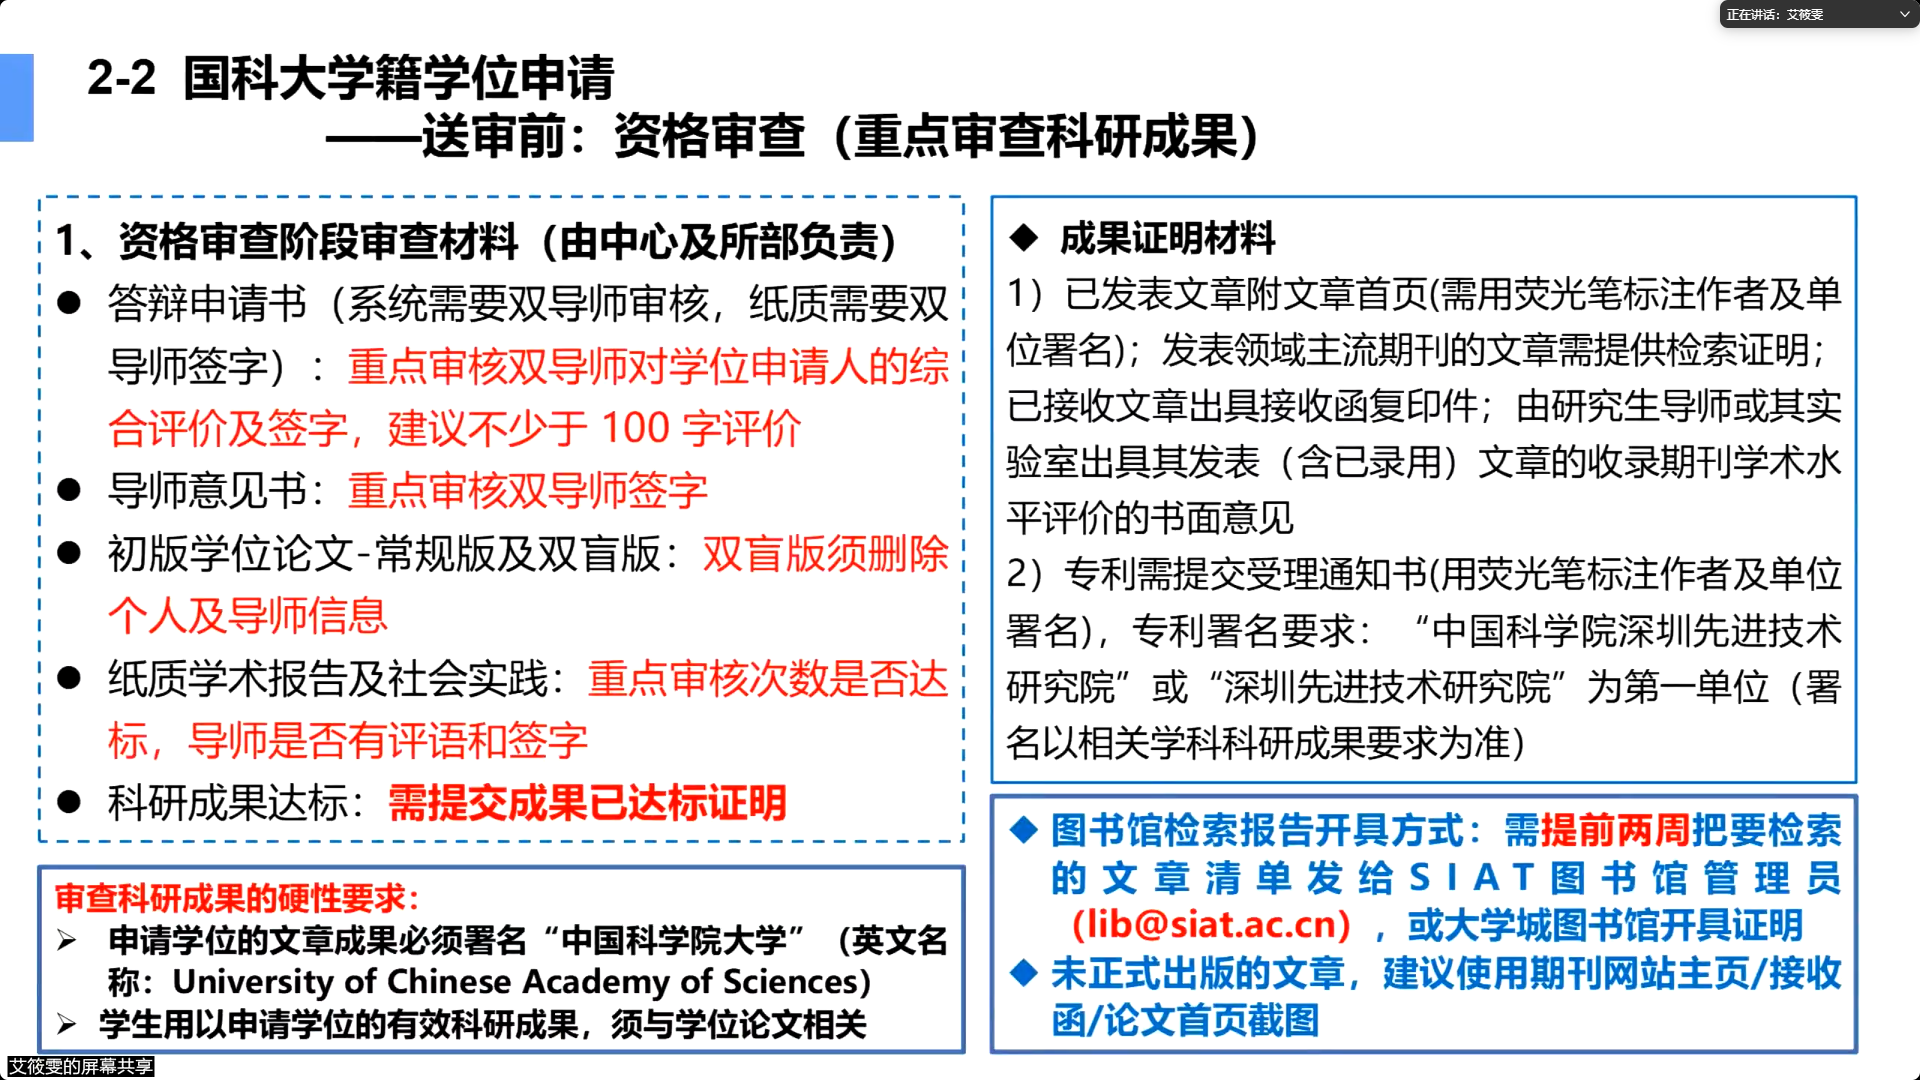 正在讲话：艾筱雯
2-2 国科大学籍学位申请
——送审前：资格审查（重点审查科研成果）
1、资格审查阶段审查材料（由中心及所部负责）
● 答辩申请书（系统需要双导师审核，纸质需要双
导师签字）：重点审核双导师对学位申请人的综
合评价及签字，建议不少于 100 字评价
● 导师意见书：重点审核双导师签字
● 初版学位论文-常规版及双盲版：双盲版须删除
个人及导师信息
● 纸质学术报告及社会实践：重点审核次数是否达
标，导师是否有评语和签字
● 科研成果达标：需提交成果已达标证明
审查科研成果的硬性要求：
➢ 申请学位的文章成果必须署名“中国科学院大学”（英文名
称：University of Chinese Academy of Sciences）
➢ 学生用以申请学位的有效科研成果，须与学位论文相关
◆ 成果证明材料
1）已发表文章附文章首页(需用荧光笔标注作者及单
位署名)；发表领域主流期刊的文章需提供检索证明；
已接收文章出具接收函复印件；由研究生导师或其实
验室出具其发表（含已录用）文章的收录期刊学术水
平评价的书面意见
2）专利需提交受理通知书(用荧光笔标注作者及单位
署名)，专利署名要求：“中国科学院深圳先进技术
研究院”或“深圳先进技术研究院”为第一单位（署
名以相关学科科研成果要求为准）
◆ 图书馆检索报告开具方式：需提前两周把要检索
的文章清单发给SIAT图书馆管理员
（lib@siat.ac.cn），或大学城图书馆开具证明
◆ 未正式出版的文章，建议使用期刊网站主页/接收
函/论文首页截图
艾筱雯的屏幕共享